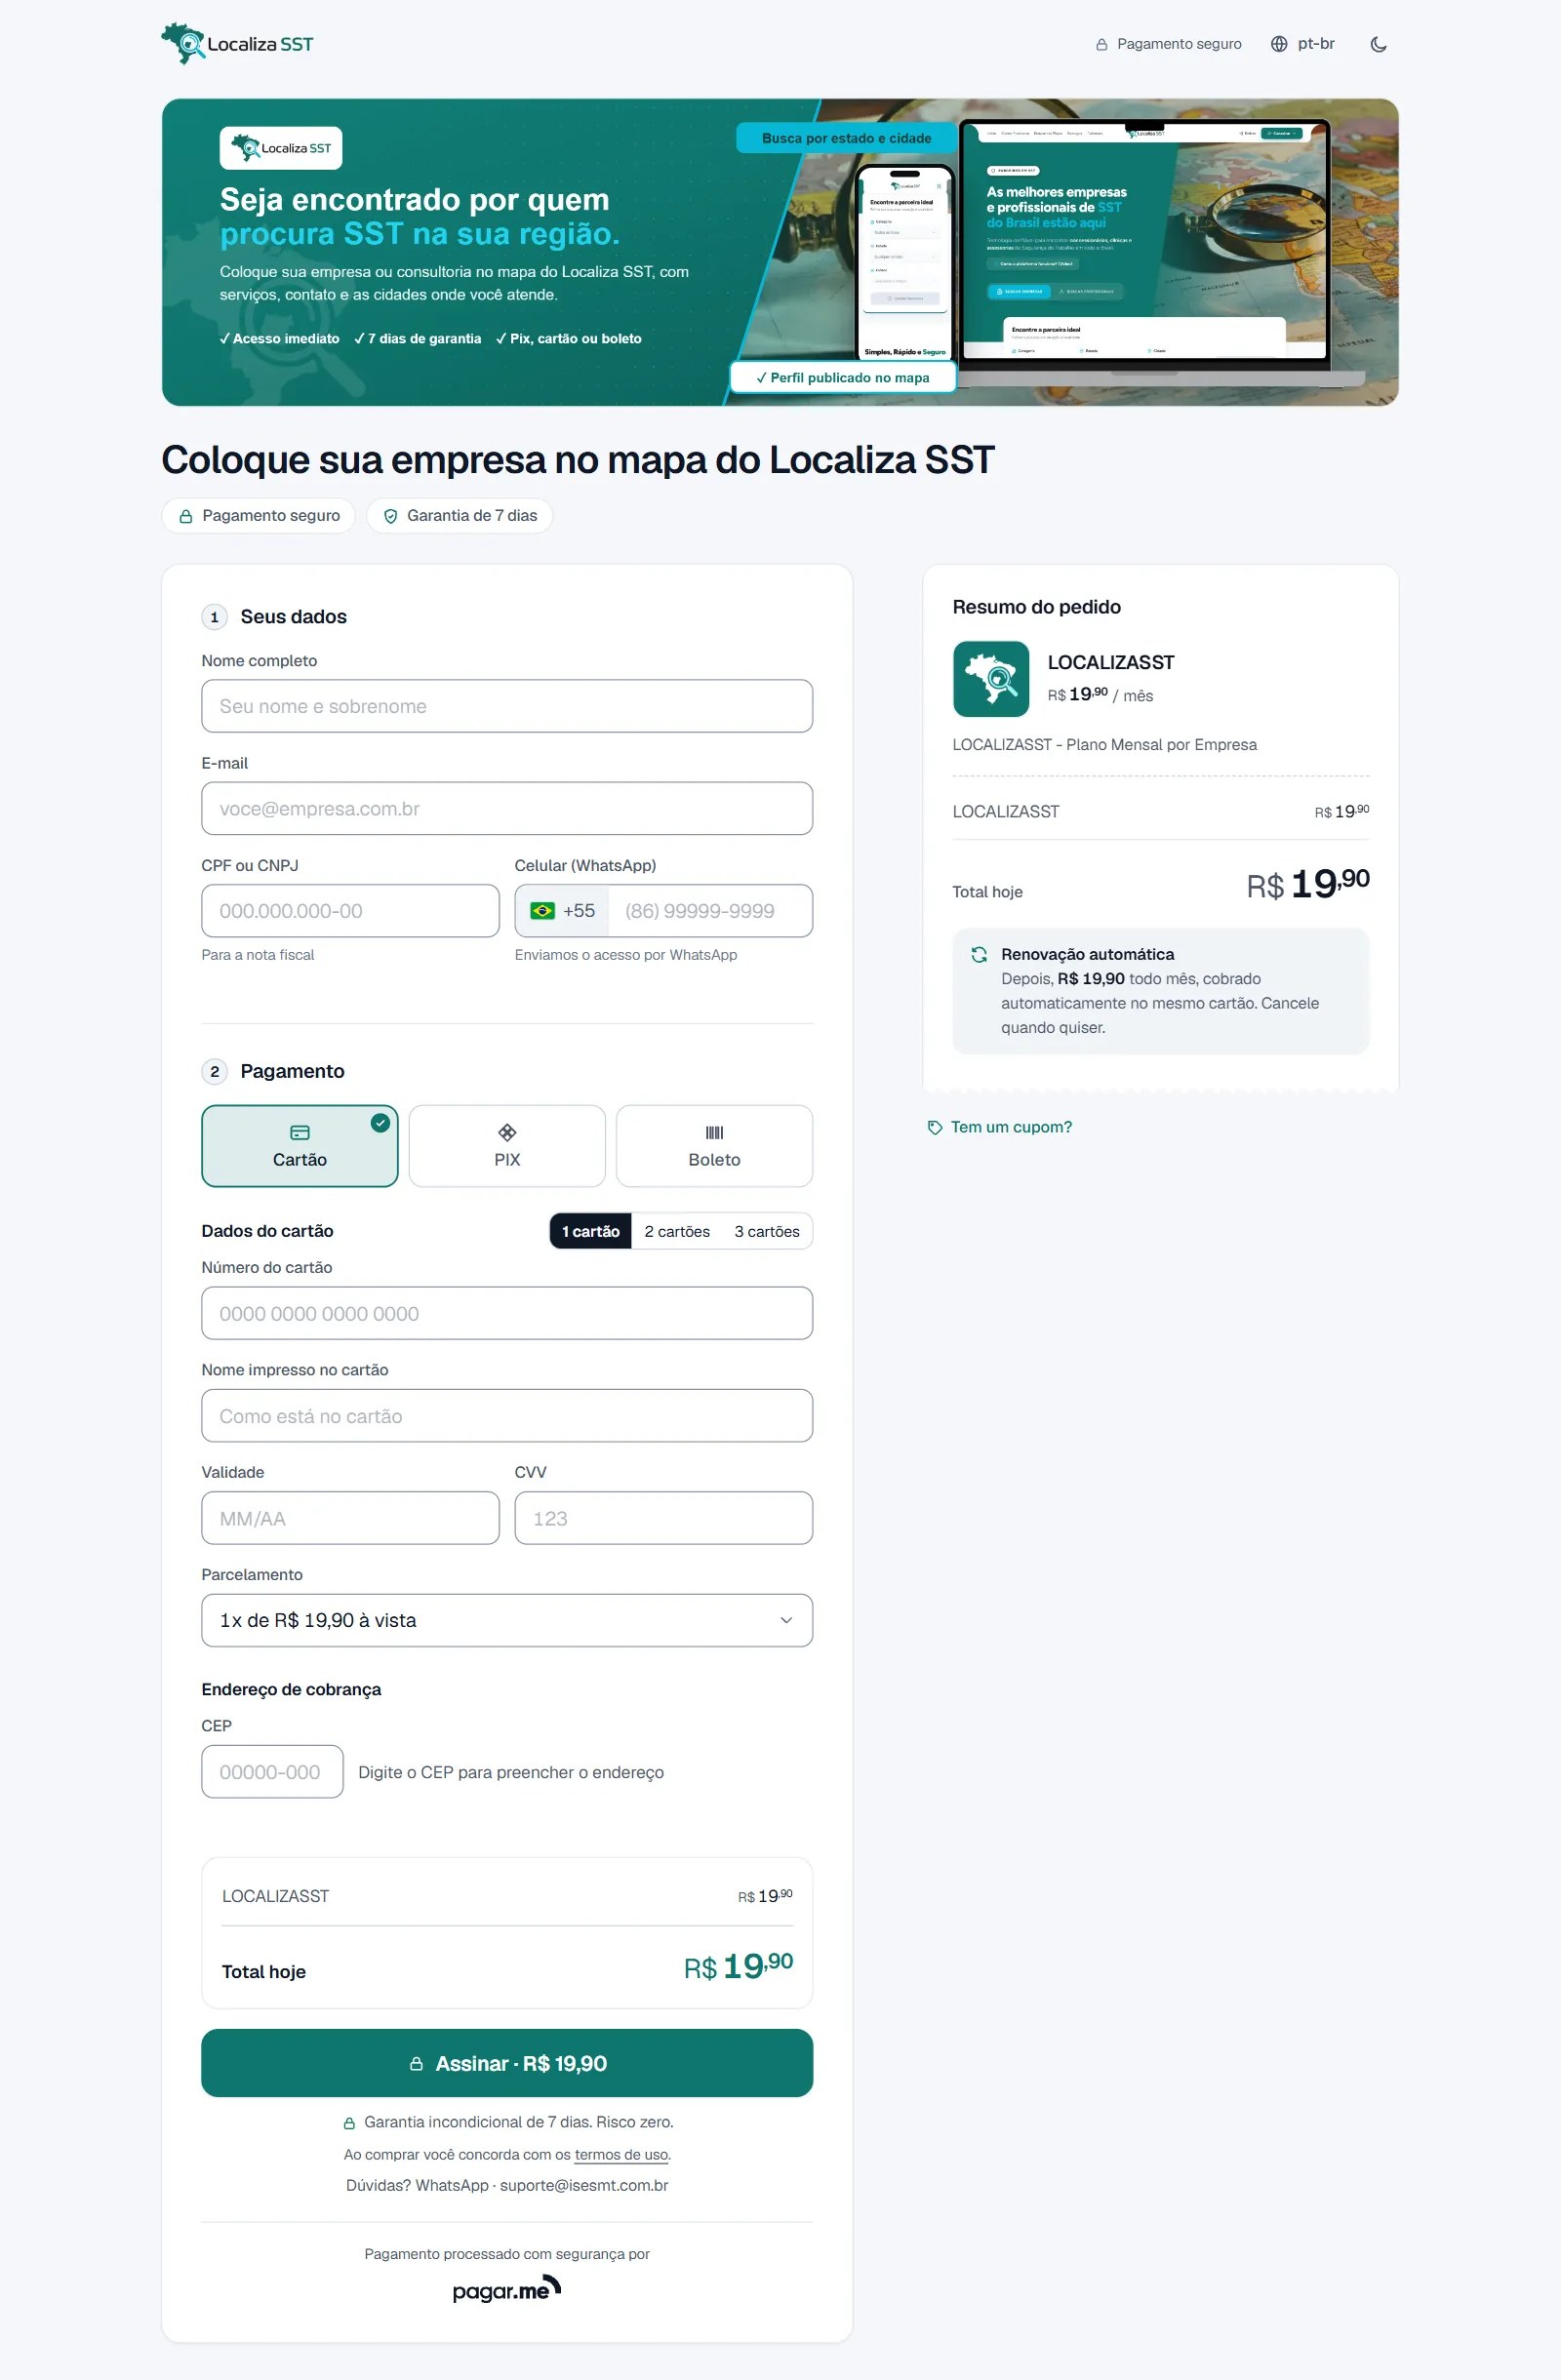 Localiza SST
Pagamento seguro
pt-br
Localiza SST
Seja encontrado por quem
procura SST na sua região.
Coloque sua empresa ou consultoria no mapa do Localiza SST, com
serviços, contato e as cidades onde você atende.
✓ Acesso imediato ✓ 7 dias de garantia ✓ Pix, cartão ou boleto
Busca por estado e cidade
Encontre a parceira ideal
Simples, Rápido e Seguro
✓ Perfil publicado no mapa
As melhores empresas
e profissionais de SST
do Brasil estão aqui
Encontre a parceira ideal
Coloque sua empresa no mapa do Localiza SST
Pagamento seguro
Garantia de 7 dias
1 Seus dados
Nome completo
Seu nome e sobrenome
E-mail
voce@empresa.com.br
CPF ou CNPJ
000.000.000-00
Para a nota fiscal
Celular (WhatsApp)
+55 (86) 99999-9999
Enviamos o acesso por WhatsApp
2 Pagamento
Cartão
PIX
Boleto
Dados do cartão
1 cartão 2 cartões 3 cartões
Número do cartão
0000 0000 0000 0000
Nome impresso no cartão
Como está no cartão
Validade
MM/AA
CVV
123
Parcelamento
1x de R$ 19,90 à vista
Endereço de cobrança
CEP
00000-000
Digite o CEP para preencher o endereço
LOCALIZASST R$ 19,90
Total hoje R$ 19,90
Assinar · R$ 19,90
Garantia incondicional de 7 dias. Risco zero.
Ao comprar você concorda com os termos de uso.
Dúvidas? WhatsApp · suporte@isesmt.com.br
Pagamento processado com segurança por
pagar.me
Resumo do pedido
LOCALIZASST
R$ 19,90 / mês
LOCALIZASST - Plano Mensal por Empresa
LOCALIZASST R$ 19,90
Total hoje R$ 19,90
Renovação automática
Depois, R$ 19,90 todo mês, cobrado
automaticamente no mesmo cartão. Cancele
quando quiser.
Tem um cupom?